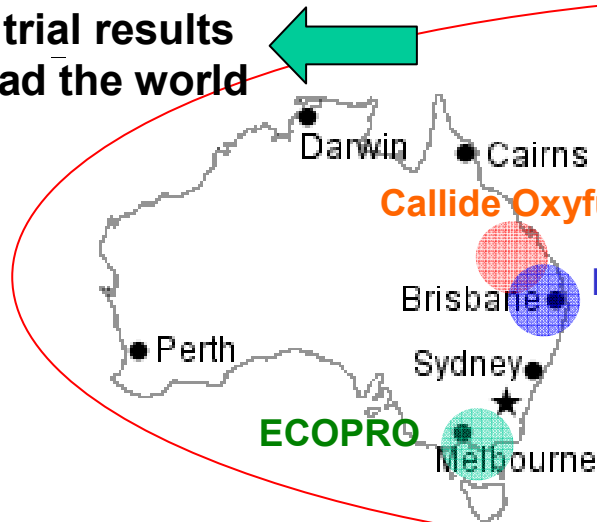 trial results
ad the world
Darwin
Cairns
Callide Oxyf
Brisbane
Perth
Sydney
ECOPRO
Melbourne